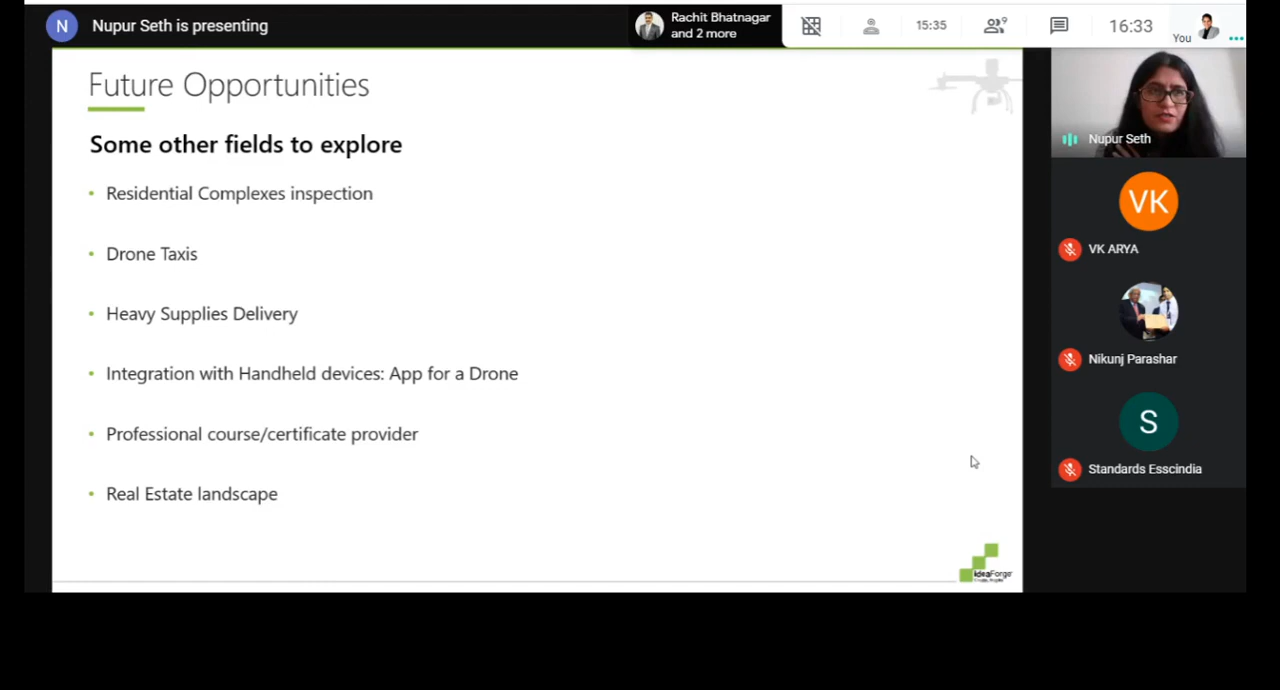 N
Nupur Seth is presenting
Rachit Bhatnagar
and 2 more
15:35
9
16:33
You
Future Opportunities
Some other fields to explore
• Residential Complexes inspection
• Drone Taxis
• Heavy Supplies Delivery
• Integration with Handheld devices: App for a Drone
• Professional course/certificate provider
• Real Estate landscape
ideaForge
Nupur Seth
VK
VK ARYA
Nikunj Parashar
S
Standards Esscindia